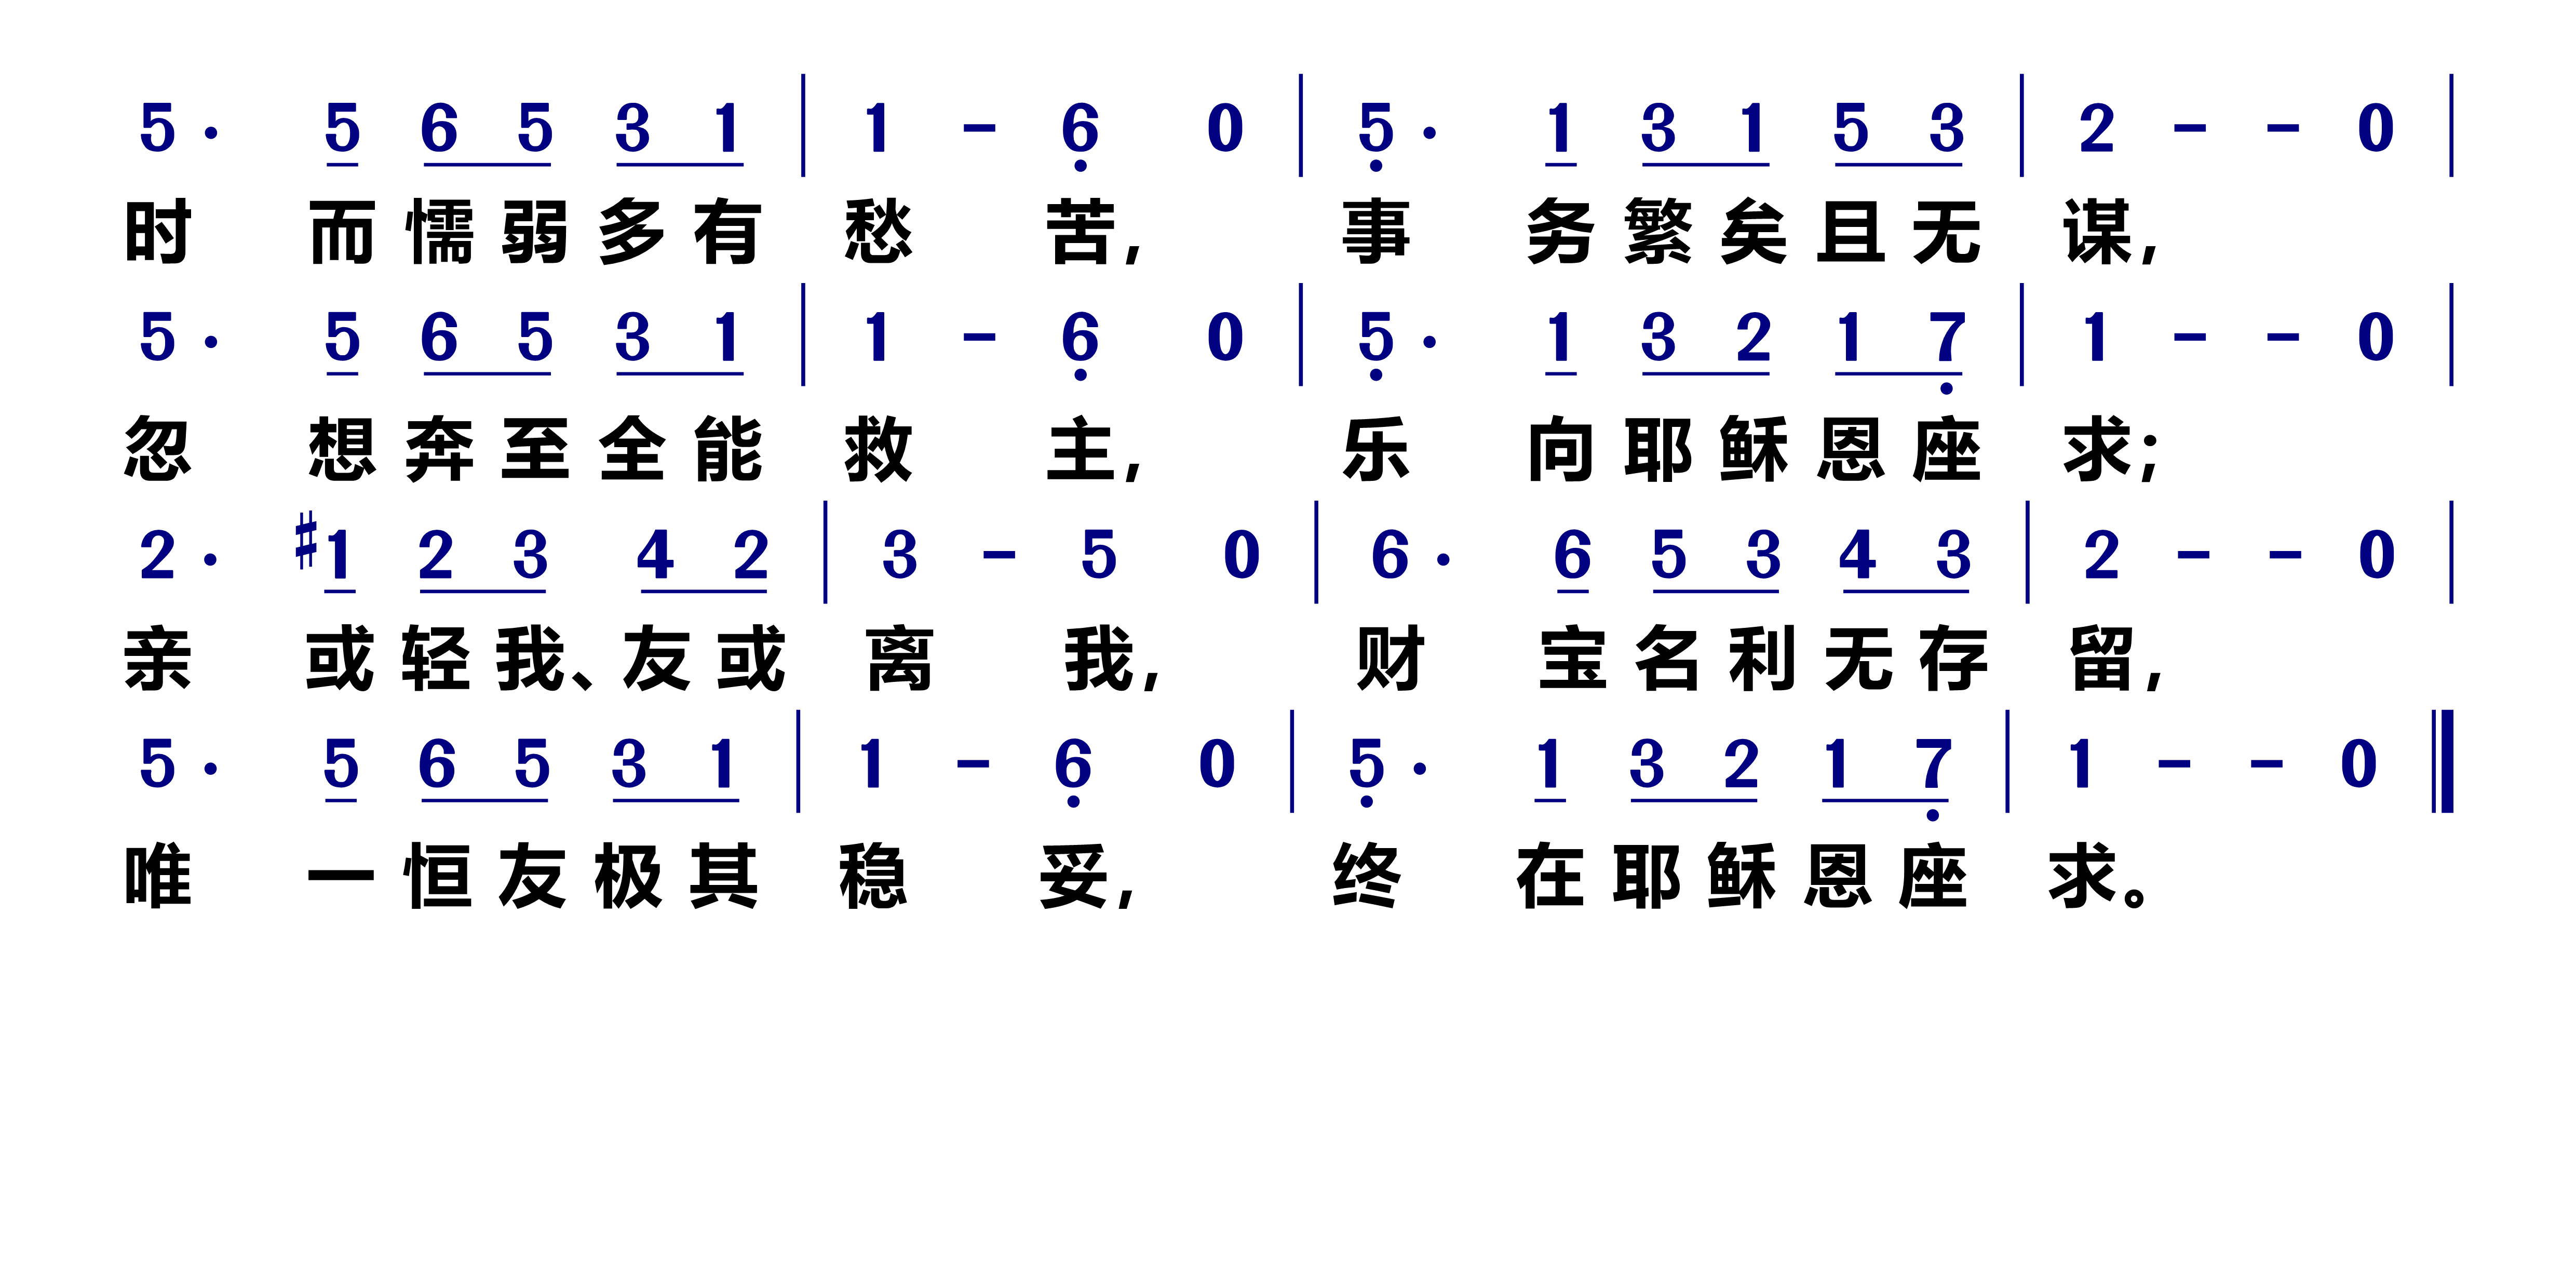 5· 5 6 5 3 1 | 1 - 6̣ 0 | 5̣· 1 3 1 5 3 | 2 - - 0 |
时而懦弱多有愁苦，事务繁矣且无谋，
5· 5 6 5 3 1 | 1 - 6̣ 0 | 5̣· 1 3 2 1 7̣ | 1 - - 0 |
忽想奔至全能救主，乐向耶稣恩座求；
2· #1 2 3 4 2 | 3 - 5 0 | 6· 6 5 3 4 3 | 2 - - 0 |
亲或轻我、友或离我，财宝名利无存留，
5· 5 6 5 3 1 | 1 - 6̣ 0 | 5̣· 1 3 2 1 7̣ | 1 - - 0 ‖
唯一恒友极其稳妥，终在耶稣恩座求。